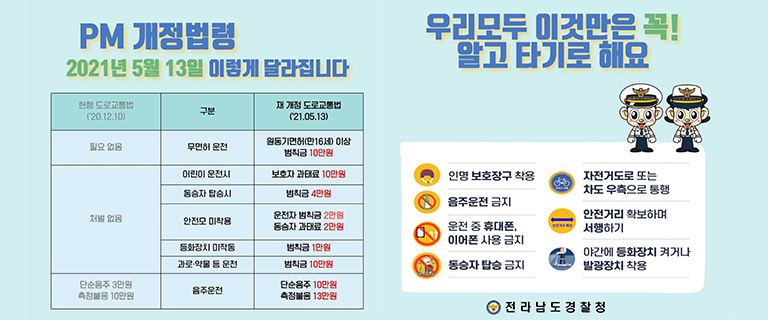 PM 개정법령
2021년 5월 13일 이렇게 달라집니다
현행 도로교통법
('20.12.10)
구분
재 개정 도로교통법
('21.05.13)
필요 없음
무면허 운전
원동기면허(만16세) 이상
범칙금 10만원
처벌 없음
어린이 운전시
보호자 과태료 10만원
동승자 탑승시
범칙금 4만원
안전모 미착용
운전자 범칙금 2만원
동승자 과태료 2만원
등화장치 미작동
범칙금 1만원
과로·약물 등 운전
범칙금 10만원
단순음주 3만원
측정불응 10만원
음주운전
단순음주 10만원
측정불응 13만원
우리모두 이것만은 꼭!
알고 타기로 해요
인명 보호장구 착용
음주운전 금지
운전 중 휴대폰,
이어폰 사용 금지
동승자 탑승 금지
자전거도로 또는
차도 우측으로 통행
안전거리 확보하며
서행하기
야간에 등화장치 켜거나
발광장치 착용
전라남도경찰청